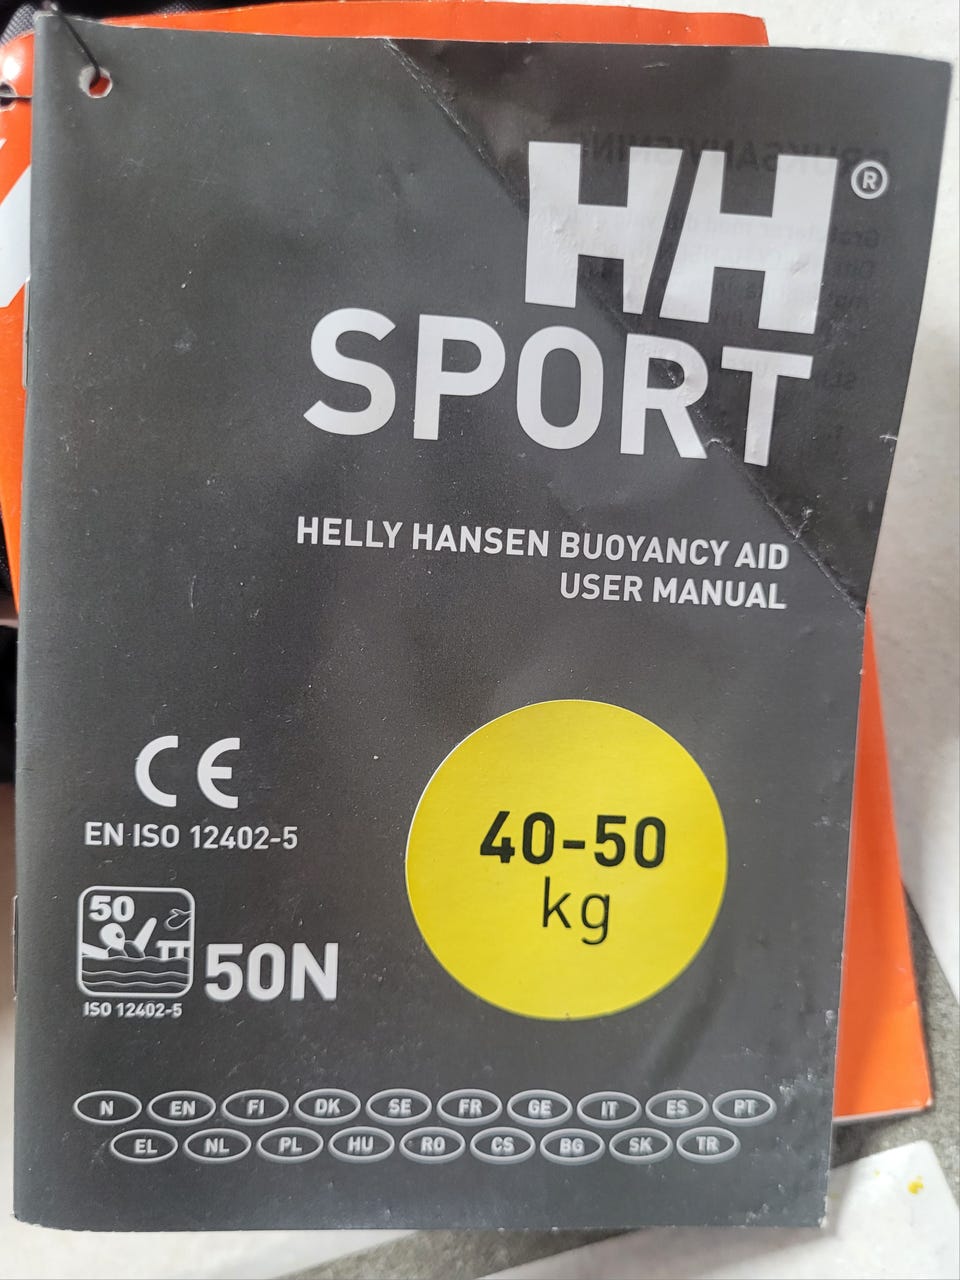 HH®
SPORT
HELLY HANSEN BUOYANCY AID
USER MANUAL
CE
EN ISO 12402-5
50
50N
ISO 12402-5
40-50
kg
N EN FI DK SE FR GE IT ES PT
EL NL PL HU RO CS BG SK TR